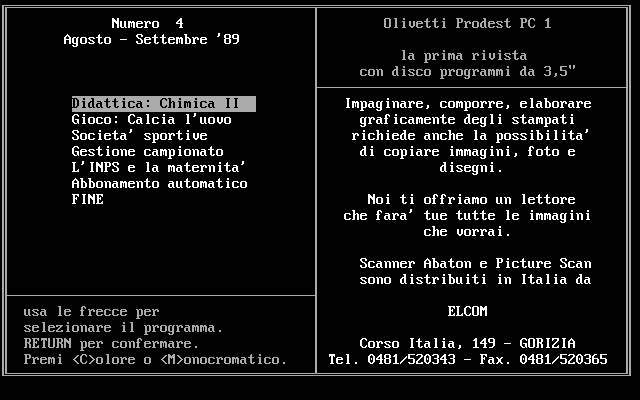 Numero  4
Agosto - Settembre '89
Didattica: Chimica II
Gioco: Calcia l'uovo
Societa' sportive
Gestione campionato
L'INPS e la maternita'
Abbonamento automatico
FINE
usa le frecce per
selezionare il programma.
RETURN per confermare.
Premi <C>olore o <M>onocromatico.
Olivetti Prodest PC 1
la prima rivista
con disco programmi da 3,5"
Impaginare, comporre, elaborare
graficamente degli stampati
richiede anche la possibilita'
di copiare immagini, foto e
disegni.
Noi ti offriamo un lettore
che fara' tue tutte le immagini
che vorrai.
Scanner Abaton e Picture Scan
sono distribuiti in Italia da
ELCOM
Corso Italia, 149 - GORIZIA
Tel. 0481/520343 - Fax. 0481/520365